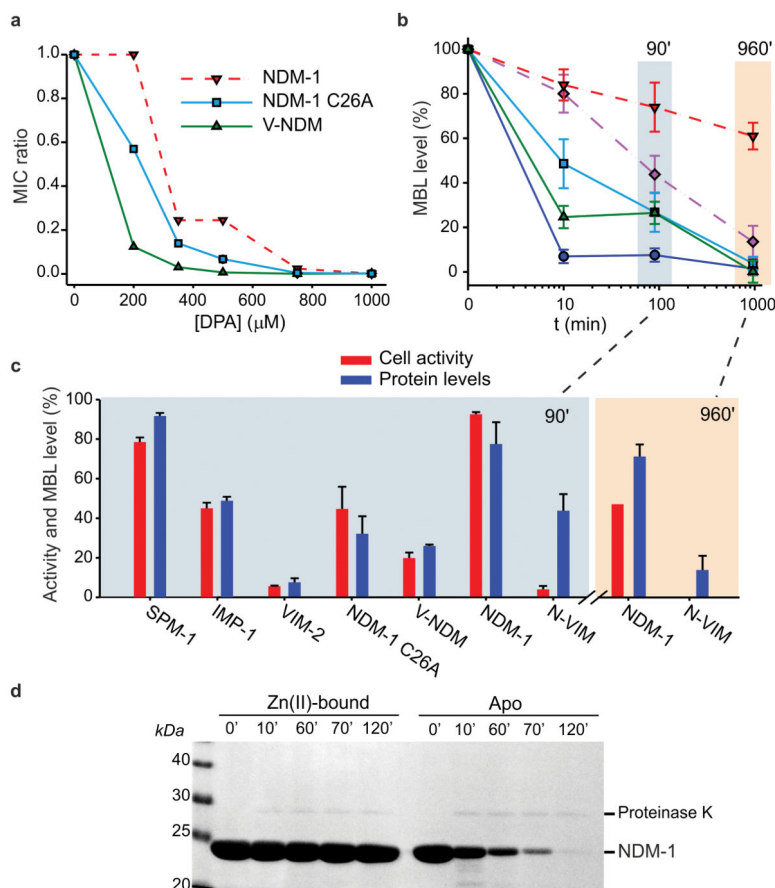 a
MIC ratio
1.0
0.8
0.6
0.4
0.2
0.0
0 200 400 600 800 1000
[DPA] (μM)
NDM-1
NDM-1 C26A
V-NDM
b
90' 960'
MBL level (%)
100
80
60
40
20
0
0 10 100 1000
t (min)
c
Cell activity
Protein levels
Activity and MBL level (%)
100
80
60
40
20
0
90' 960'
SPM-1 IMP-1 VIM-2 NDM-1 C26A V-NDM NDM-1 N-VIM NDM-1 N-VIM
d
Zn(II)-bound Apo
kDa 0' 10' 60' 70' 120' 0' 10' 60' 70' 120'
40
30
25
20
Proteinase K
NDM-1